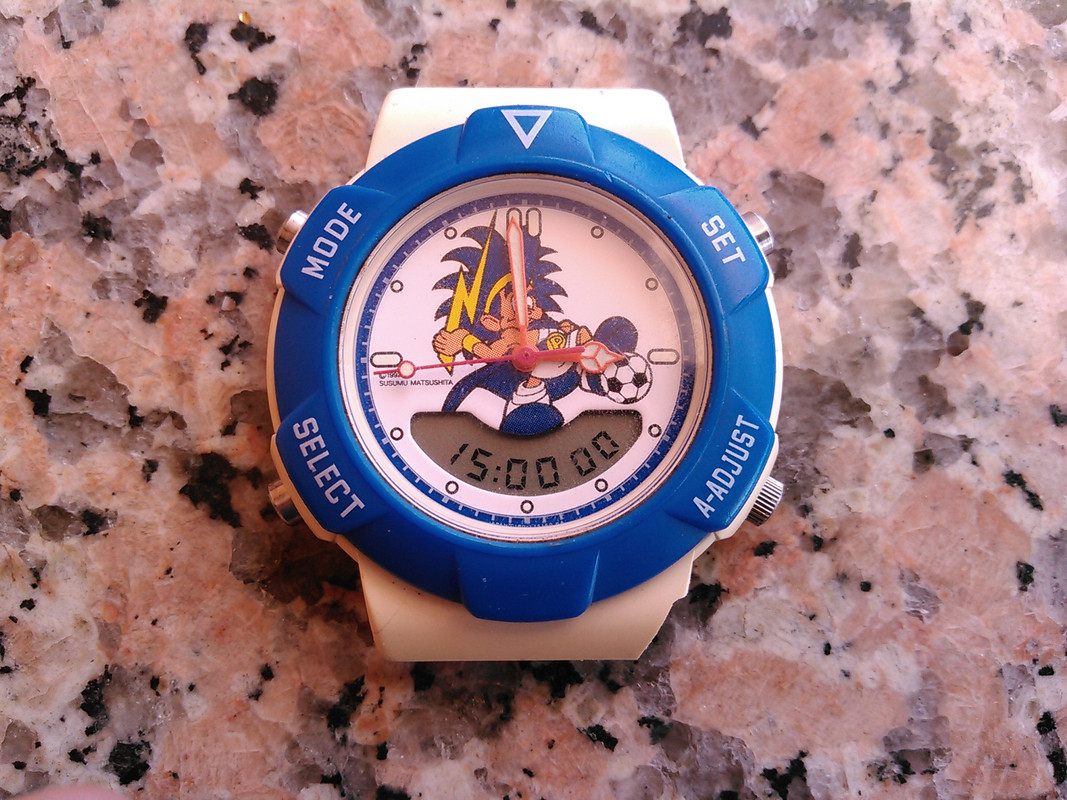 MODE
SET
SUSUMU MATSUSHITA
15:00 00
SELECT
A-ADJUST